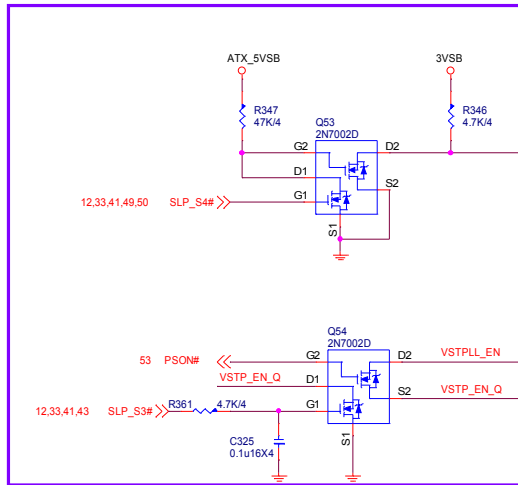 ATX_5VSB
3VSB
R347
47K/4
R346
4.7K/4
Q53
2N7002D
G2
D2
D1
S2
12,33,41,49,50 SLP_S4#
G1
S1
Q54
2N7002D
53 PSON#
G2
D2
VSTPLL_EN
VSTP_EN_Q
D1
S2
VSTP_EN_Q
12,33,41,43 SLP_S3#
R361
4.7K/4
G1
C325
0.1u16X4
S1